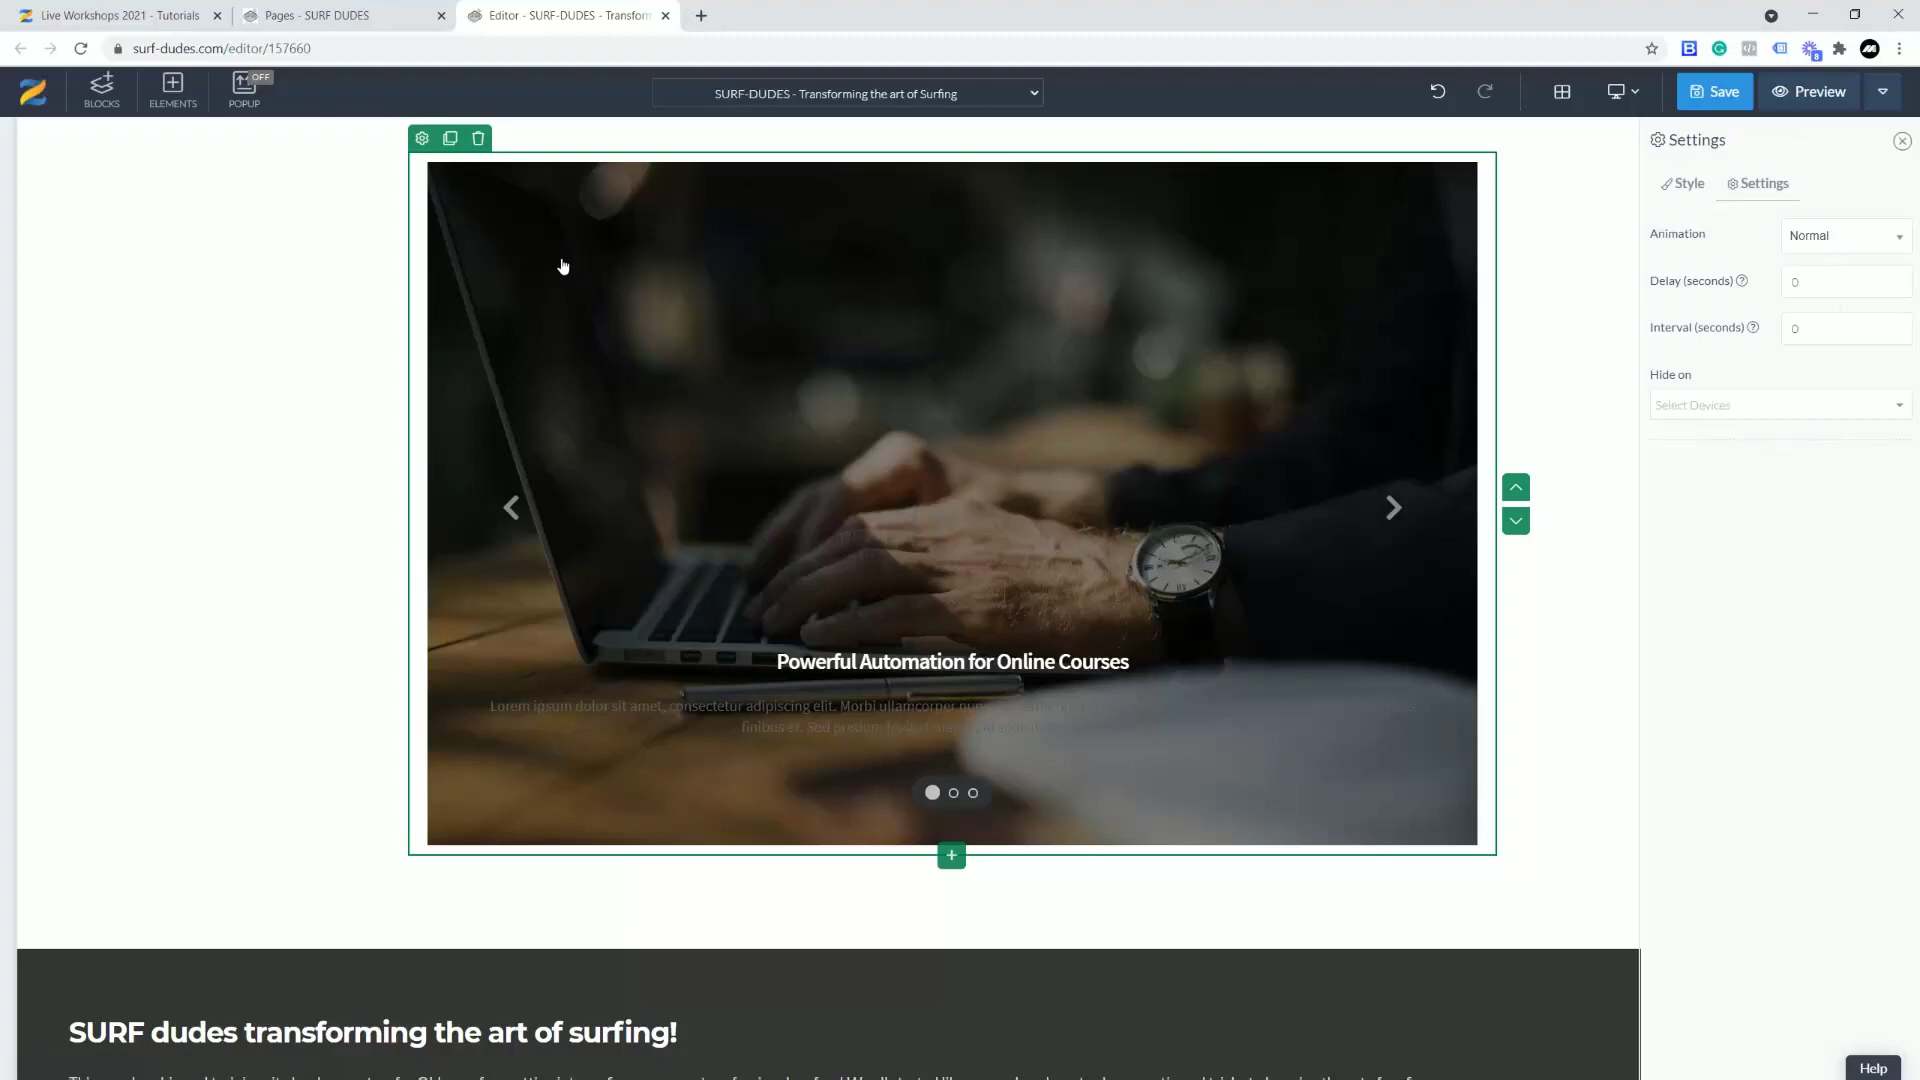 Live Workshops 2021 - Tutorials
Pages - SURF DUDES
Editor - SURF-DUDES - Transform
surf-dudes.com/editor/157660
8
BLOCKS
ELEMENTS
OFF
POPUP
SURF-DUDES - Transforming the art of Surfing
Save
Preview
Settings
Style
Settings
Animation
Normal
Delay (seconds)
0
Interval (seconds)
0
Hide on
Select Devices
Powerful Automation for Online Courses
Lorem ipsum dolor sit amet, consectetur adipiscing elit. Morbi ullamcorper
finibus et. Sed pretium feugiat
SURF dudes transforming the art of surfing!
Help